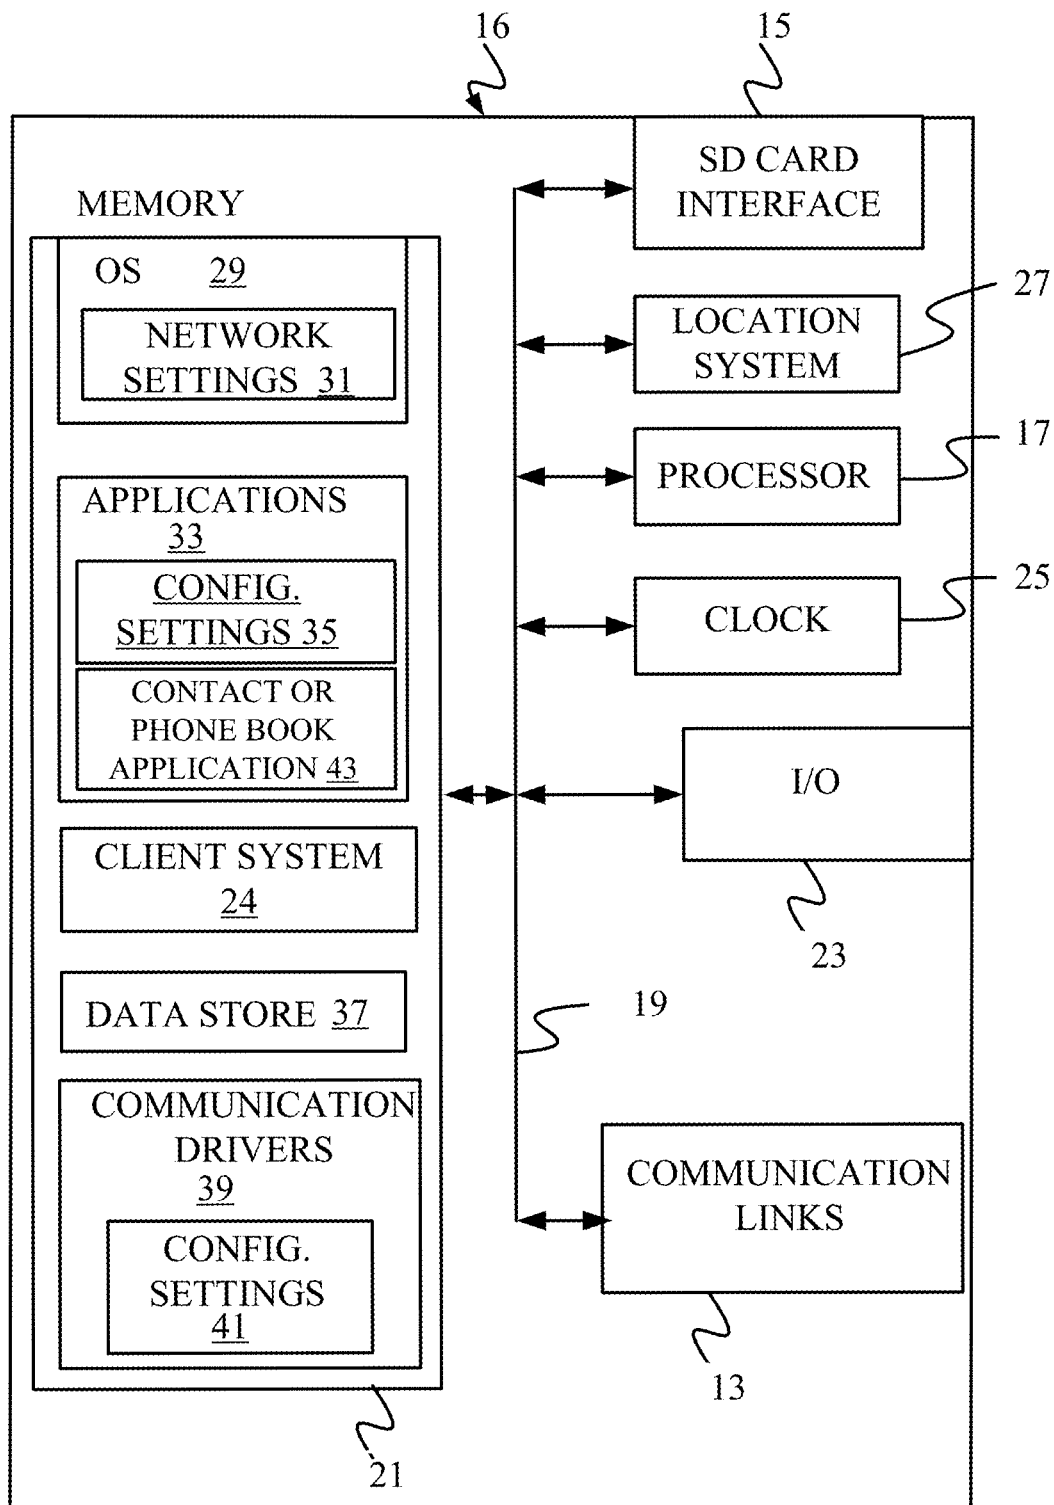 16
15
SD CARD
INTERFACE
MEMORY
OS 29
NETWORK
SETTINGS 31
27
LOCATION
SYSTEM
17
PROCESSOR
APPLICATIONS
33
CONFIG.
SETTINGS 35
25
CLOCK
CONTACT OR
PHONE BOOK
APPLICATION 43
I/O
23
CLIENT SYSTEM
24
DATA STORE 37
19
COMMUNICATION
DRIVERS
39
CONFIG.
SETTINGS
41
COMMUNICATION
LINKS
13
21